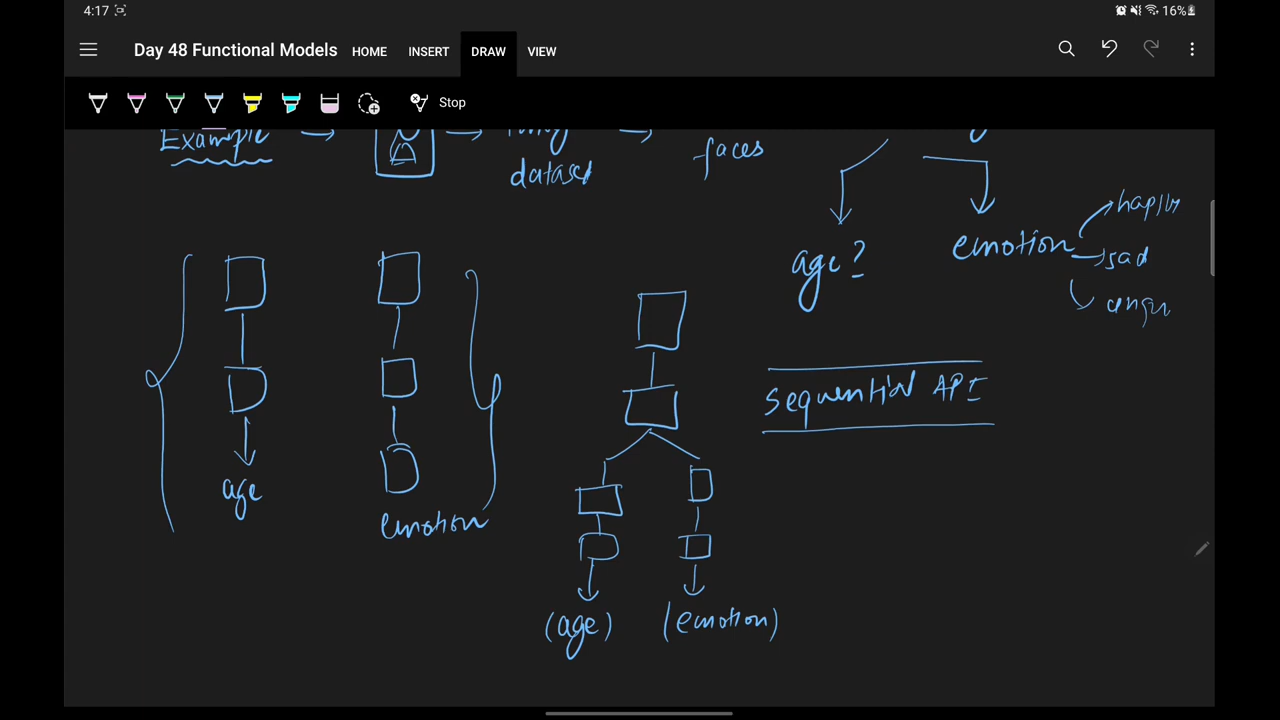 4:17
16%
Day 48 Functional Models HOME INSERT DRAW VIEW
Stop
Example
dataset
faces
age?
emotion
happy
sad
Sequential API
age
emotion
(age) (emotion)